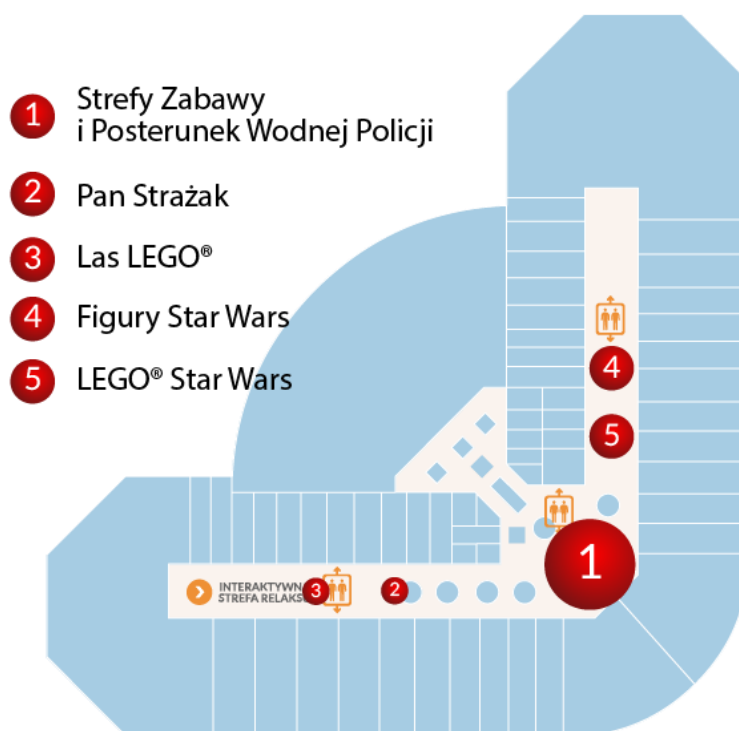 1 Strefy Zabawy
i Posterunek Wodnej Policji
2 Pan Strażak
3 Las LEGO®
4 Figury Star Wars
5 LEGO® Star Wars
4
5
1
INTERAKTYWN
STREFA RELAKS
3
2